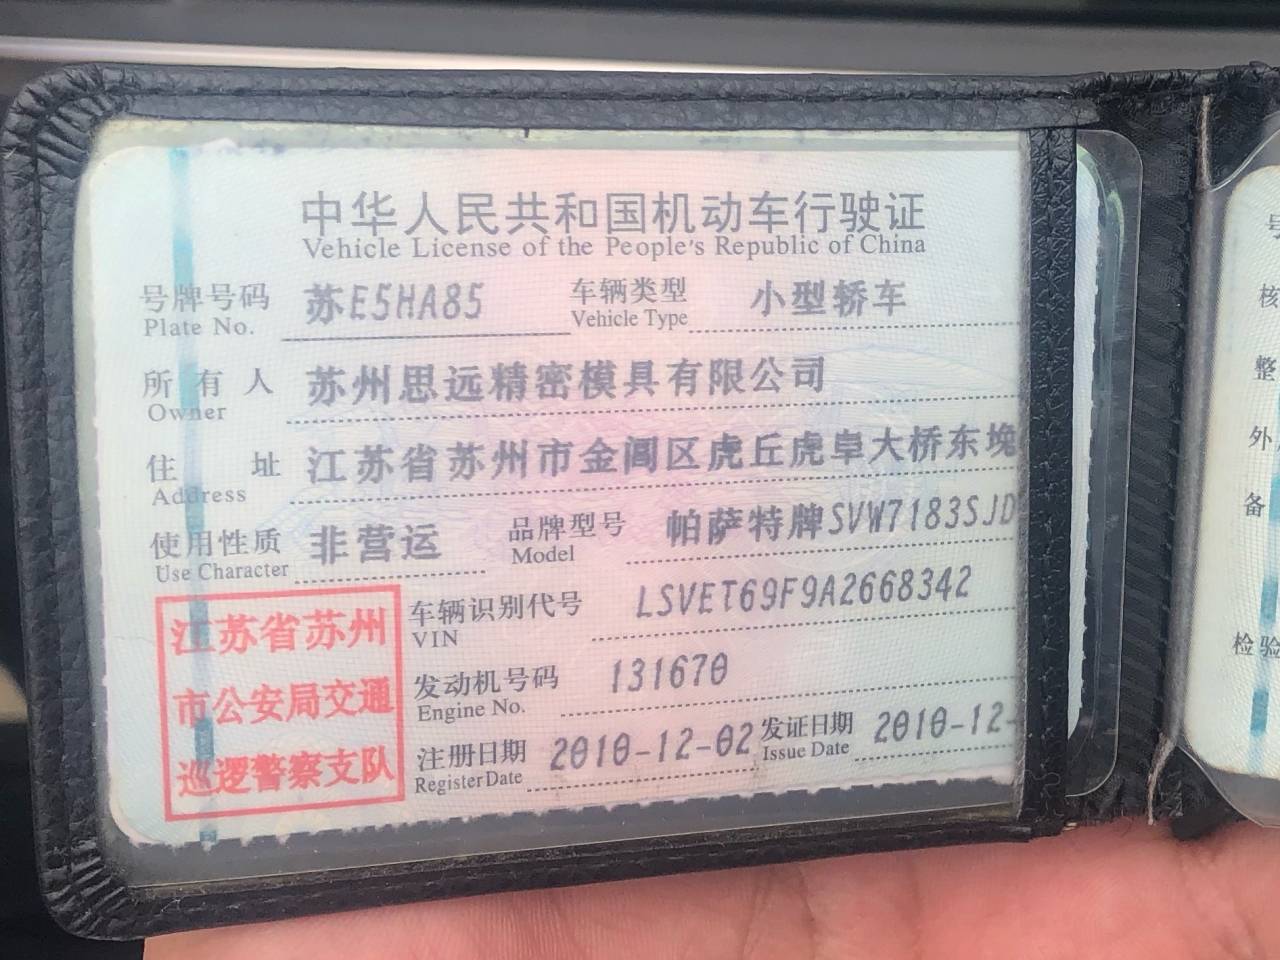 中华人民共和国机动车行驶证
Vehicle License of the People's Republic of China
号牌号码 苏E5HA85 车辆类型 小型轿车
Plate No. Vehicle Type
所有人 苏州思远精密模具有限公司
Owner
住址 江苏省苏州市金阊区虎丘虎阜大桥东堍
Address
使用性质 非营运 品牌型号 帕萨特牌SVW7183SJD
Use Character Model
车辆识别代号 LSVET69F9A2668342
VIN
发动机号码 131670
Engine No.
注册日期 2010-12-02 发证日期 2010-12-
Register Date Issue Date
江苏省苏州
市公安局交通
巡逻警察支队
号
核
整
外
备
检验